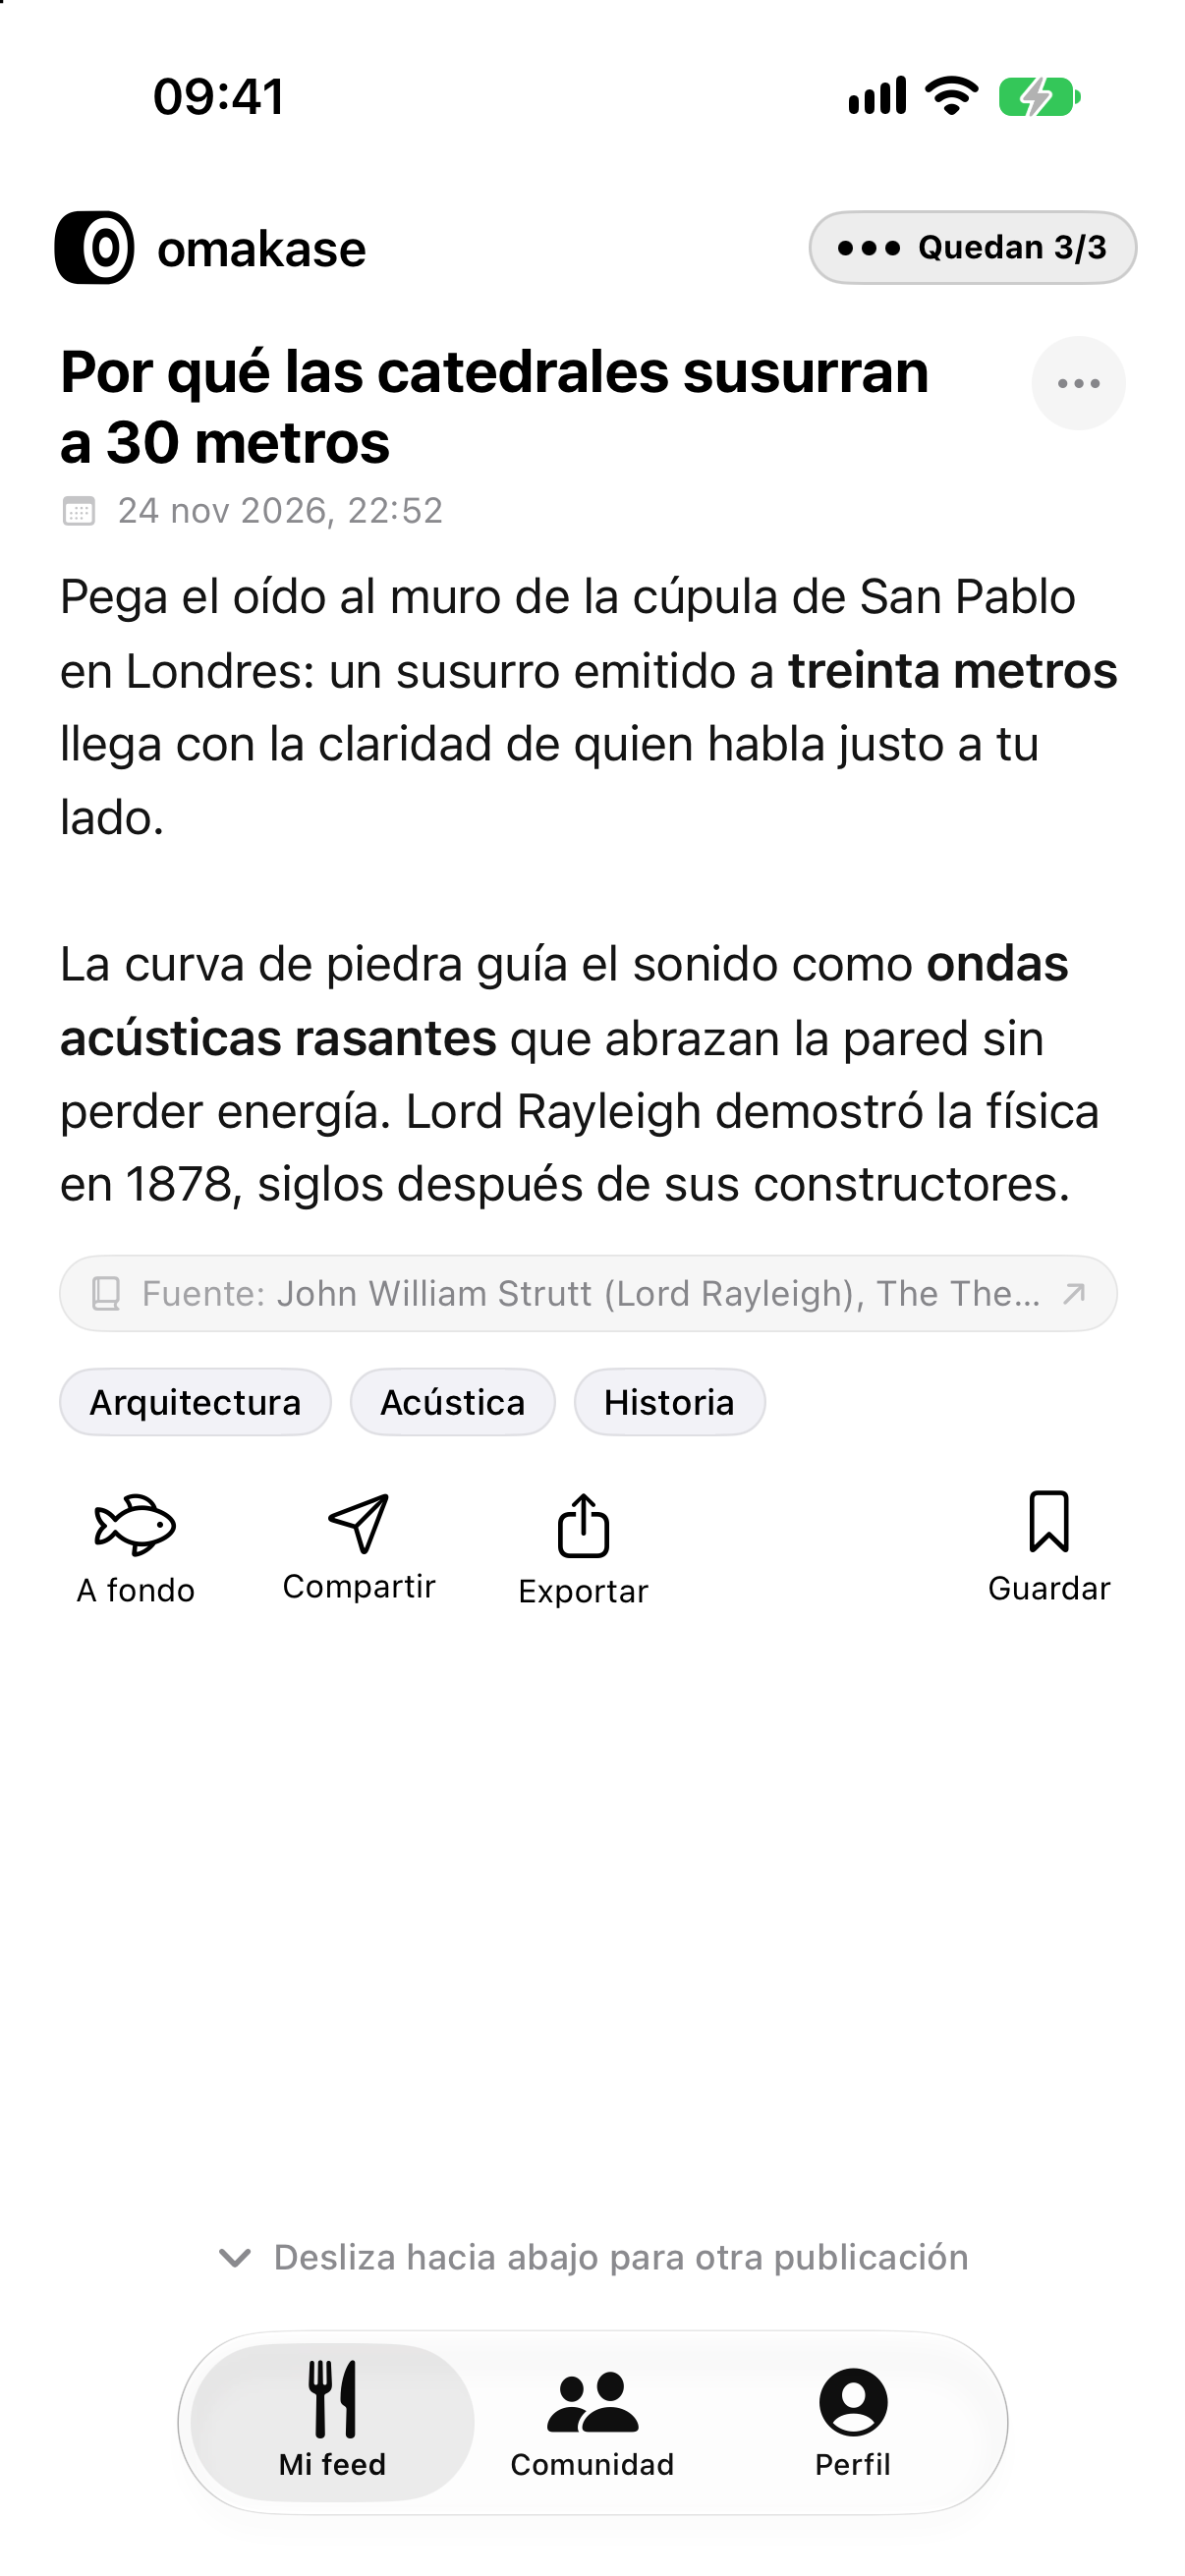 09:41
omakase
Quedan 3/3
Por qué las catedrales susurran
a 30 metros
24 nov 2026, 22:52
Pega el oído al muro de la cúpula de San Pablo
en Londres: un susurro emitido a treinta metros
llega con la claridad de quien habla justo a tu
lado.
La curva de piedra guía el sonido como ondas
acústicas rasantes que abrazan la pared sin
perder energía. Lord Rayleigh demostró la física
en 1878, siglos después de sus constructores.
Fuente: John William Strutt (Lord Rayleigh), The The...
Arquitectura
Acústica
Historia
A fondo
Compartir
Exportar
Guardar
Desliza hacia abajo para otra publicación
Mi feed
Comunidad
Perfil